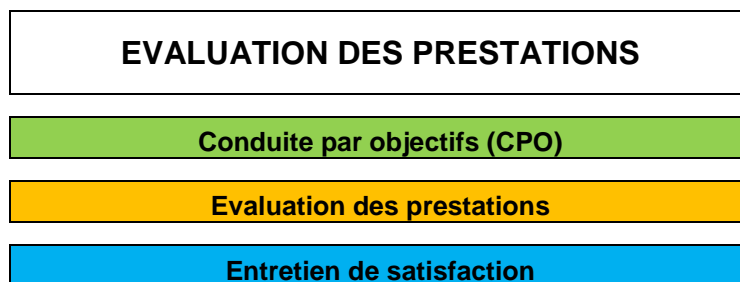 EVALUATION DES PRESTATIONS
Conduite par objectifs (CPO)
Evaluation des prestations
Entretien de satisfaction